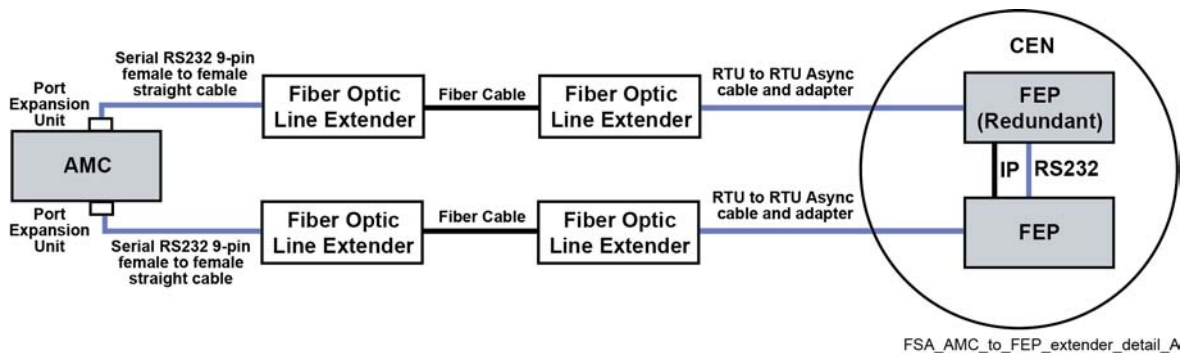 Serial RS232 9-pin
female to female
straight cable
Port
Expansion
Unit
Fiber Optic
Line Extender
Fiber Cable
Fiber Optic
Line Extender
RTU to RTU Async
cable and adapter
CEN
FEP
(Redundant)
AMC
IP
RS232
Port
Expansion
Unit
Serial RS232 9-pin
female to female
straight cable
Fiber Optic
Line Extender
Fiber Cable
Fiber Optic
Line Extender
RTU to RTU Async
cable and adapter
FEP
FSA_AMC_to_FEP_extender_detail_A